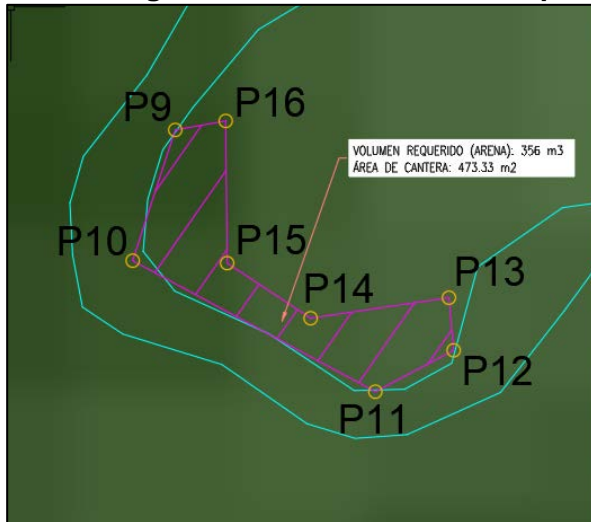 P9
P16
VOLUMEN REQUERIDO (ARENA): 356 m3
ÁREA DE CANTERA: 473.33 m2
P10
P15
P13
P14
P12
P11